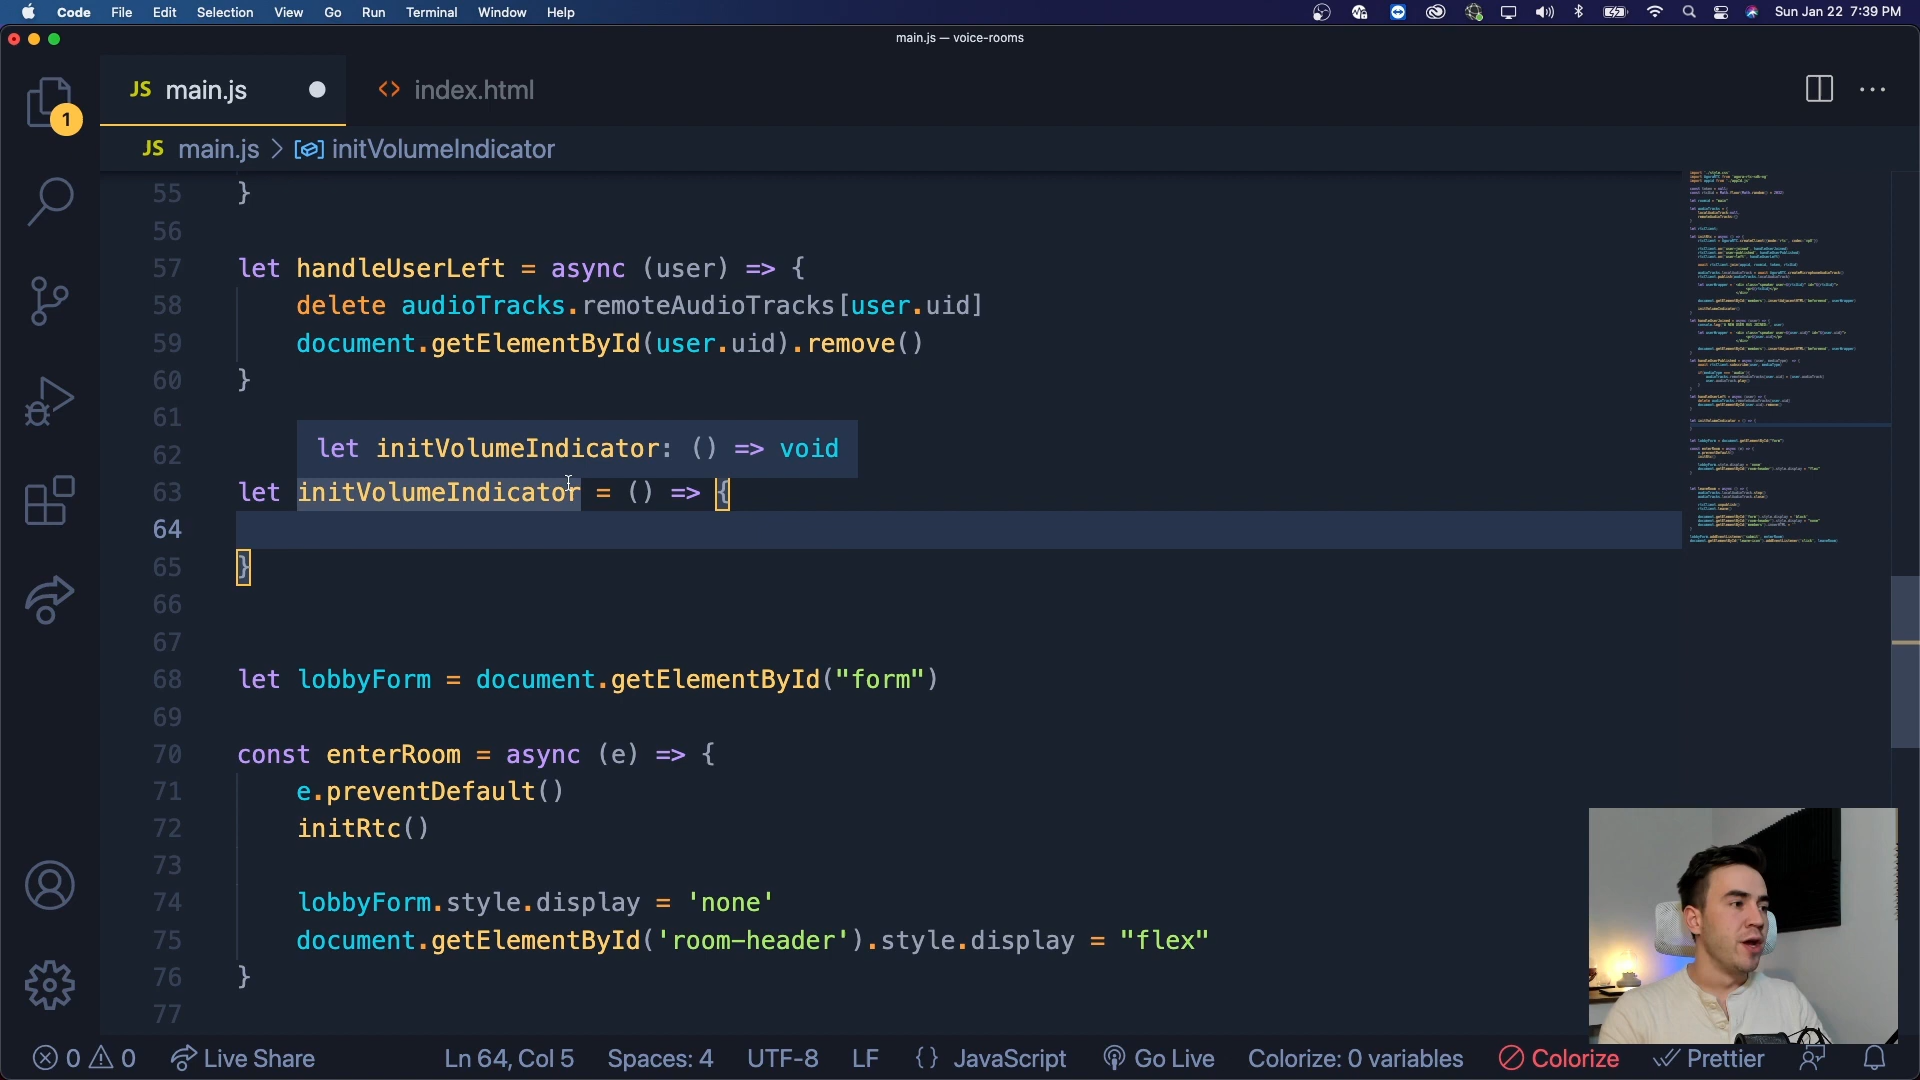 Code File Edit Selection View Go Run Terminal Window Help Sun Jan 22 7:39 PM
main.js — voice-rooms
JS main.js <> index.html
1
JS main.js > initVolumeIndicator
55 }
56
57 let handleUserLeft = async (user) => {
58 delete audioTracks.remoteAudioTracks[user.uid]
59 document.getElementById(user.uid).remove()
60 }
61
let initVolumeIndicator: () => void
62
63 let initVolumeIndicator = () => {
64
65 }
66
67
68 let lobbyForm = document.getElementById("form")
69
70 const enterRoom = async (e) => {
71 e.preventDefault()
72 initRtc()
73
74 lobbyForm.style.display = 'none'
75 document.getElementById('room-header').style.display = "flex"
76 }
77
0 0 Live Share Ln 64, Col 5 Spaces: 4 UTF-8 LF {} JavaScript Go Live Colorize: 0 variables Colorize Prettier